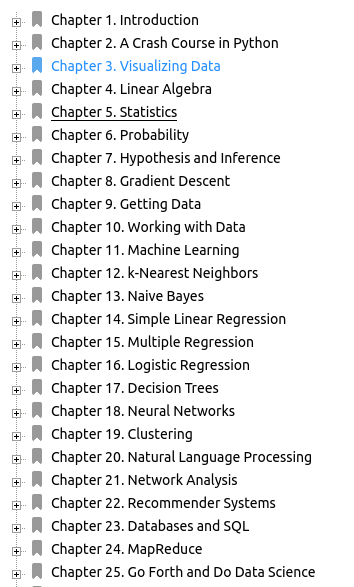 Chapter 1. Introduction
Chapter 2. A Crash Course in Python
Chapter 3. Visualizing Data
Chapter 4. Linear Algebra
Chapter 5. Statistics
Chapter 6. Probability
Chapter 7. Hypothesis and Inference
Chapter 8. Gradient Descent
Chapter 9. Getting Data
Chapter 10. Working with Data
Chapter 11. Machine Learning
Chapter 12. k-Nearest Neighbors
Chapter 13. Naive Bayes
Chapter 14. Simple Linear Regression
Chapter 15. Multiple Regression
Chapter 16. Logistic Regression
Chapter 17. Decision Trees
Chapter 18. Neural Networks
Chapter 19. Clustering
Chapter 20. Natural Language Processing
Chapter 21. Network Analysis
Chapter 22. Recommender Systems
Chapter 23. Databases and SQL
Chapter 24. MapReduce
Chapter 25. Go Forth and Do Data Science